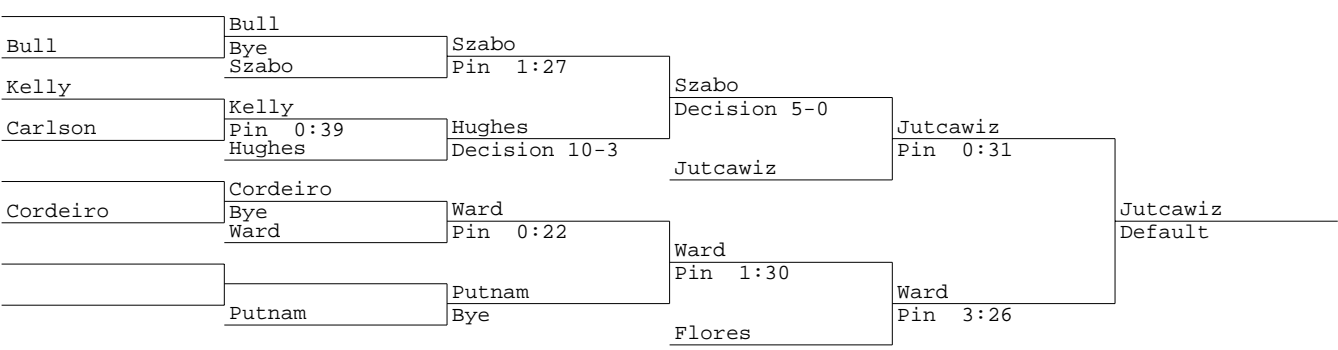 Bull
Bull
Bye
Szabo
Szabo
Pin 1:27
Kelly
Szabo
Kelly
Decision 5-0
Carlson
Pin 0:39
Hughes
Jutcawiz
Hughes
Decision 10-3
Pin 0:31
Jutcawiz
Cordeiro
Cordeiro
Bye
Ward
Jutcawiz
Ward
Pin 0:22
Default
Ward
Pin 1:30
Putnam
Ward
Putnam
Bye
Pin 3:26
Flores